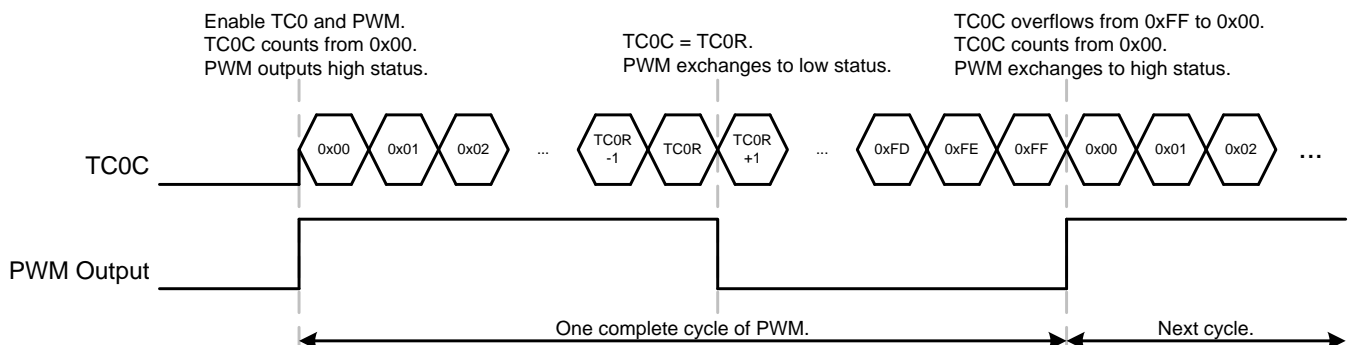 Enable TC0 and PWM.
TC0C counts from 0x00.
PWM outputs high status.
TC0C = TC0R.
PWM exchanges to low status.
TC0C overflows from 0xFF to 0x00.
TC0C counts from 0x00.
PWM exchanges to high status.
TC0C
0x00
0x01
0x02
...
TC0R
-1
TC0R
TC0R
+1
...
0xFD
0xFE
0xFF
0x00
0x01
0x02
...
PWM Output
One complete cycle of PWM.
Next cycle.